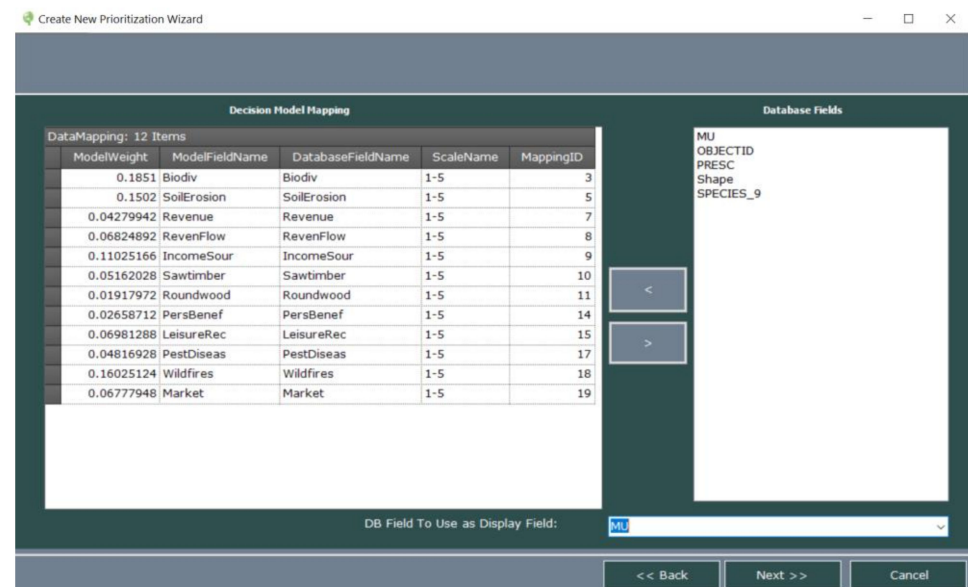 Create New Prioritization Wizard
Decision Model Mapping
Database Fields
DataMapping: 12 Items
ModelWeight ModelFieldName DatabaseFieldName ScaleName MappingID
0.1851 Biodiv Biodiv 1-5 3
0.1502 SoilErosion SoilErosion 1-5 5
0.04279942 Revenue Revenue 1-5 7
0.06824892 RevenFlow RevenFlow 1-5 8
0.11025166 IncomeSour IncomeSour 1-5 9
0.05162028 Sawtimber Sawtimber 1-5 10
0.01917972 Roundwood Roundwood 1-5 11
0.02658712 PersBenef PersBenef 1-5 14
0.06981288 LeisureRec LeisureRec 1-5 15
0.04816928 PestDiseas PestDiseas 1-5 17
0.16025124 Wildfires Wildfires 1-5 18
0.06777948 Market Market 1-5 19
<
>
MU
OBJECTID
PRESC
Shape
SPECIES_9
DB Field To Use as Display Field: MU
<< Back Next >> Cancel